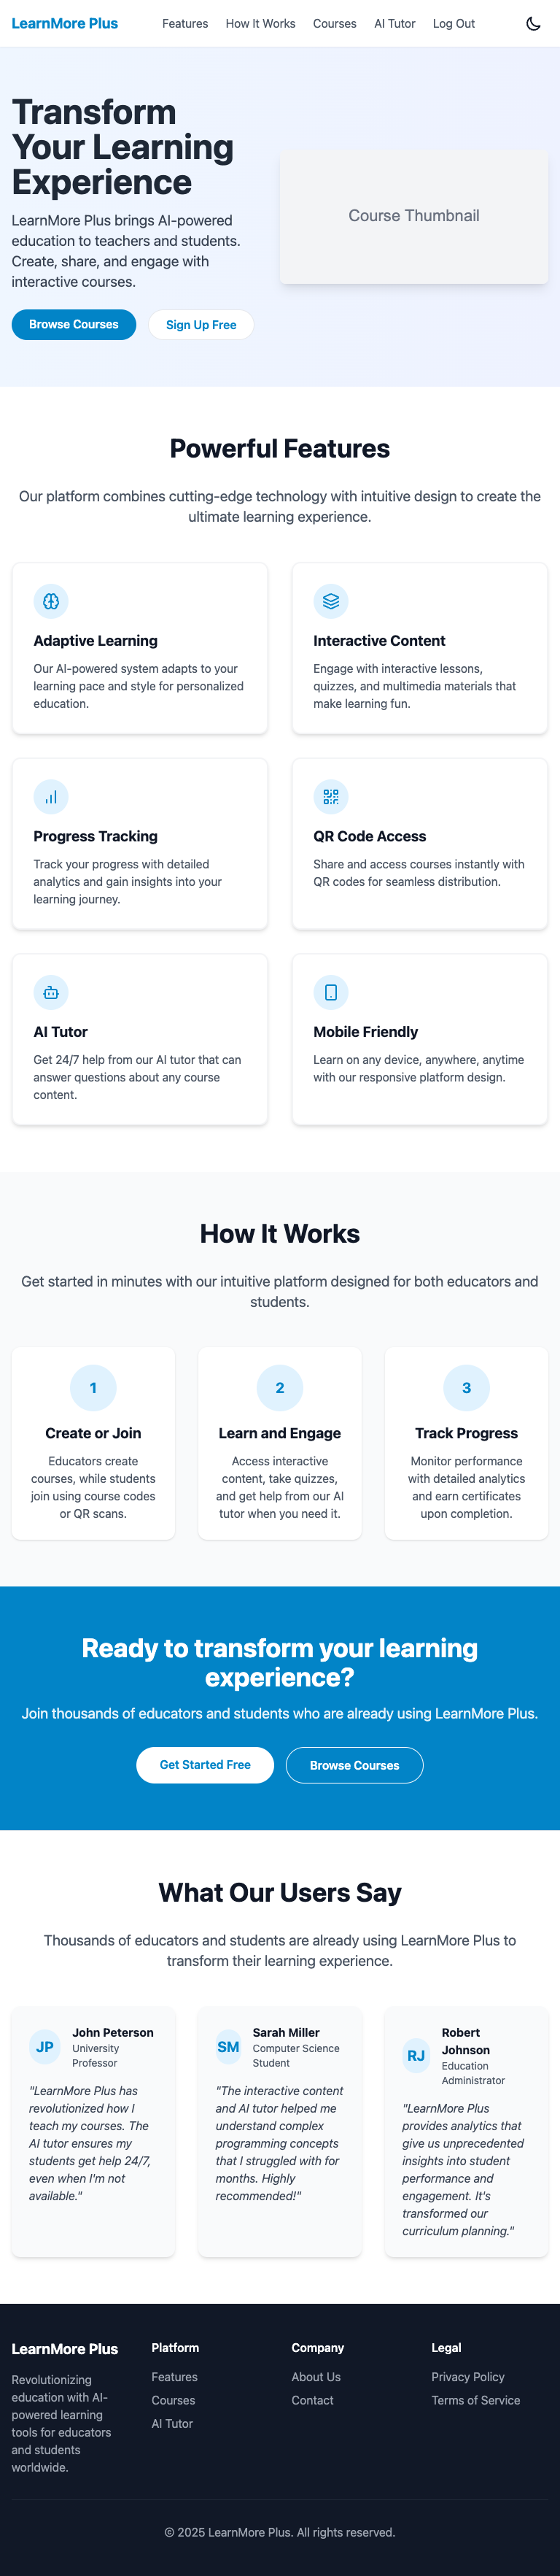 LearnMore Plus
Features
How It Works
Courses
AI Tutor
Log Out
Transform
Your Learning
Experience
LearnMore Plus brings AI-powered
education to teachers and students.
Create, share, and engage with
interactive courses.
Browse Courses
Sign Up Free
Course Thumbnail
Powerful Features
Our platform combines cutting-edge technology with intuitive design to create the
ultimate learning experience.
Adaptive Learning
Our AI-powered system adapts to your
learning pace and style for personalized
education.
Interactive Content
Engage with interactive lessons,
quizzes, and multimedia materials that
make learning fun.
Progress Tracking
Track your progress with detailed
analytics and gain insights into your
learning journey.
QR Code Access
Share and access courses instantly with
QR codes for seamless distribution.
AI Tutor
Get 24/7 help from our AI tutor that can
answer questions about any course
content.
Mobile Friendly
Learn on any device, anywhere, anytime
with our responsive platform design.
How It Works
Get started in minutes with our intuitive platform designed for both educators and
students.
1
Create or Join
Educators create
courses, while students
join using course codes
or QR scans.
2
Learn and Engage
Access interactive
content, take quizzes,
and get help from our AI
tutor when you need it.
3
Track Progress
Monitor performance
with detailed analytics
and earn certificates
upon completion.
Ready to transform your learning
experience?
Join thousands of educators and students who are already using LearnMore Plus.
Get Started Free
Browse Courses
What Our Users Say
Thousands of educators and students are already using LearnMore Plus to
transform their learning experience.
JP
John Peterson
University
Professor
"LearnMore Plus has
revolutionized how I
teach my courses. The
AI tutor ensures my
students get help 24/7,
even when I'm not
available."
SM
Sarah Miller
Computer Science
Student
"The interactive content
and AI tutor helped me
understand complex
programming concepts
that I struggled with for
months. Highly
recommended!"
RJ
Robert
Johnson
Education
Administrator
"LearnMore Plus
provides analytics that
give us unprecedented
insights into student
performance and
engagement. It's
transformed our
curriculum planning."
LearnMore Plus
Revolutionizing
education with AI-
powered learning
tools for educators
and students
worldwide.
Platform
Features
Courses
AI Tutor
Company
About Us
Contact
Legal
Privacy Policy
Terms of Service
© 2025 LearnMore Plus. All rights reserved.